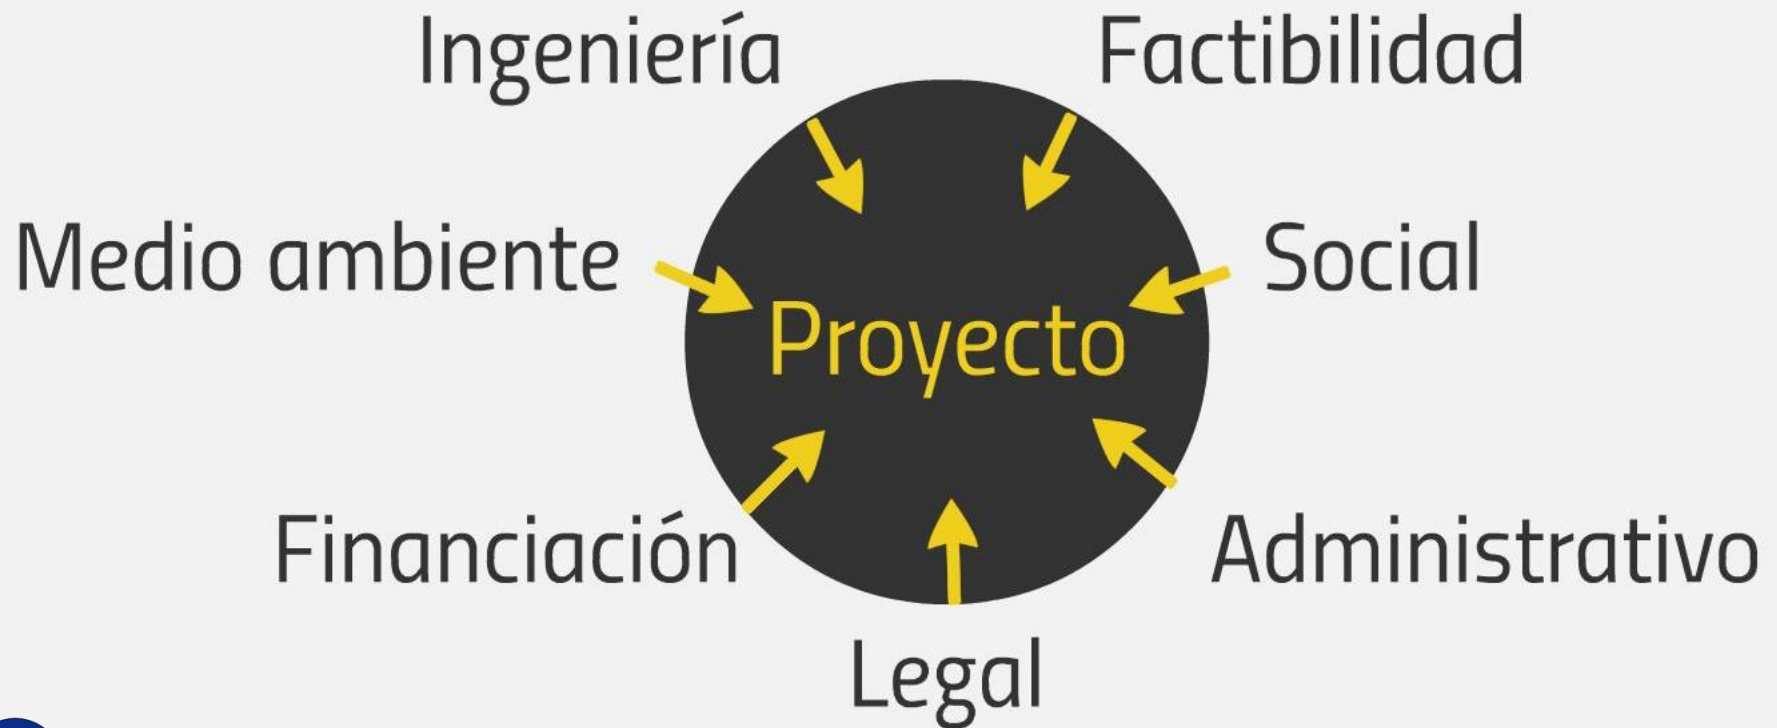 Ingeniería
Factibilidad
Medio ambiente
Social
Proyecto
Financiación
Administrativo
Legal